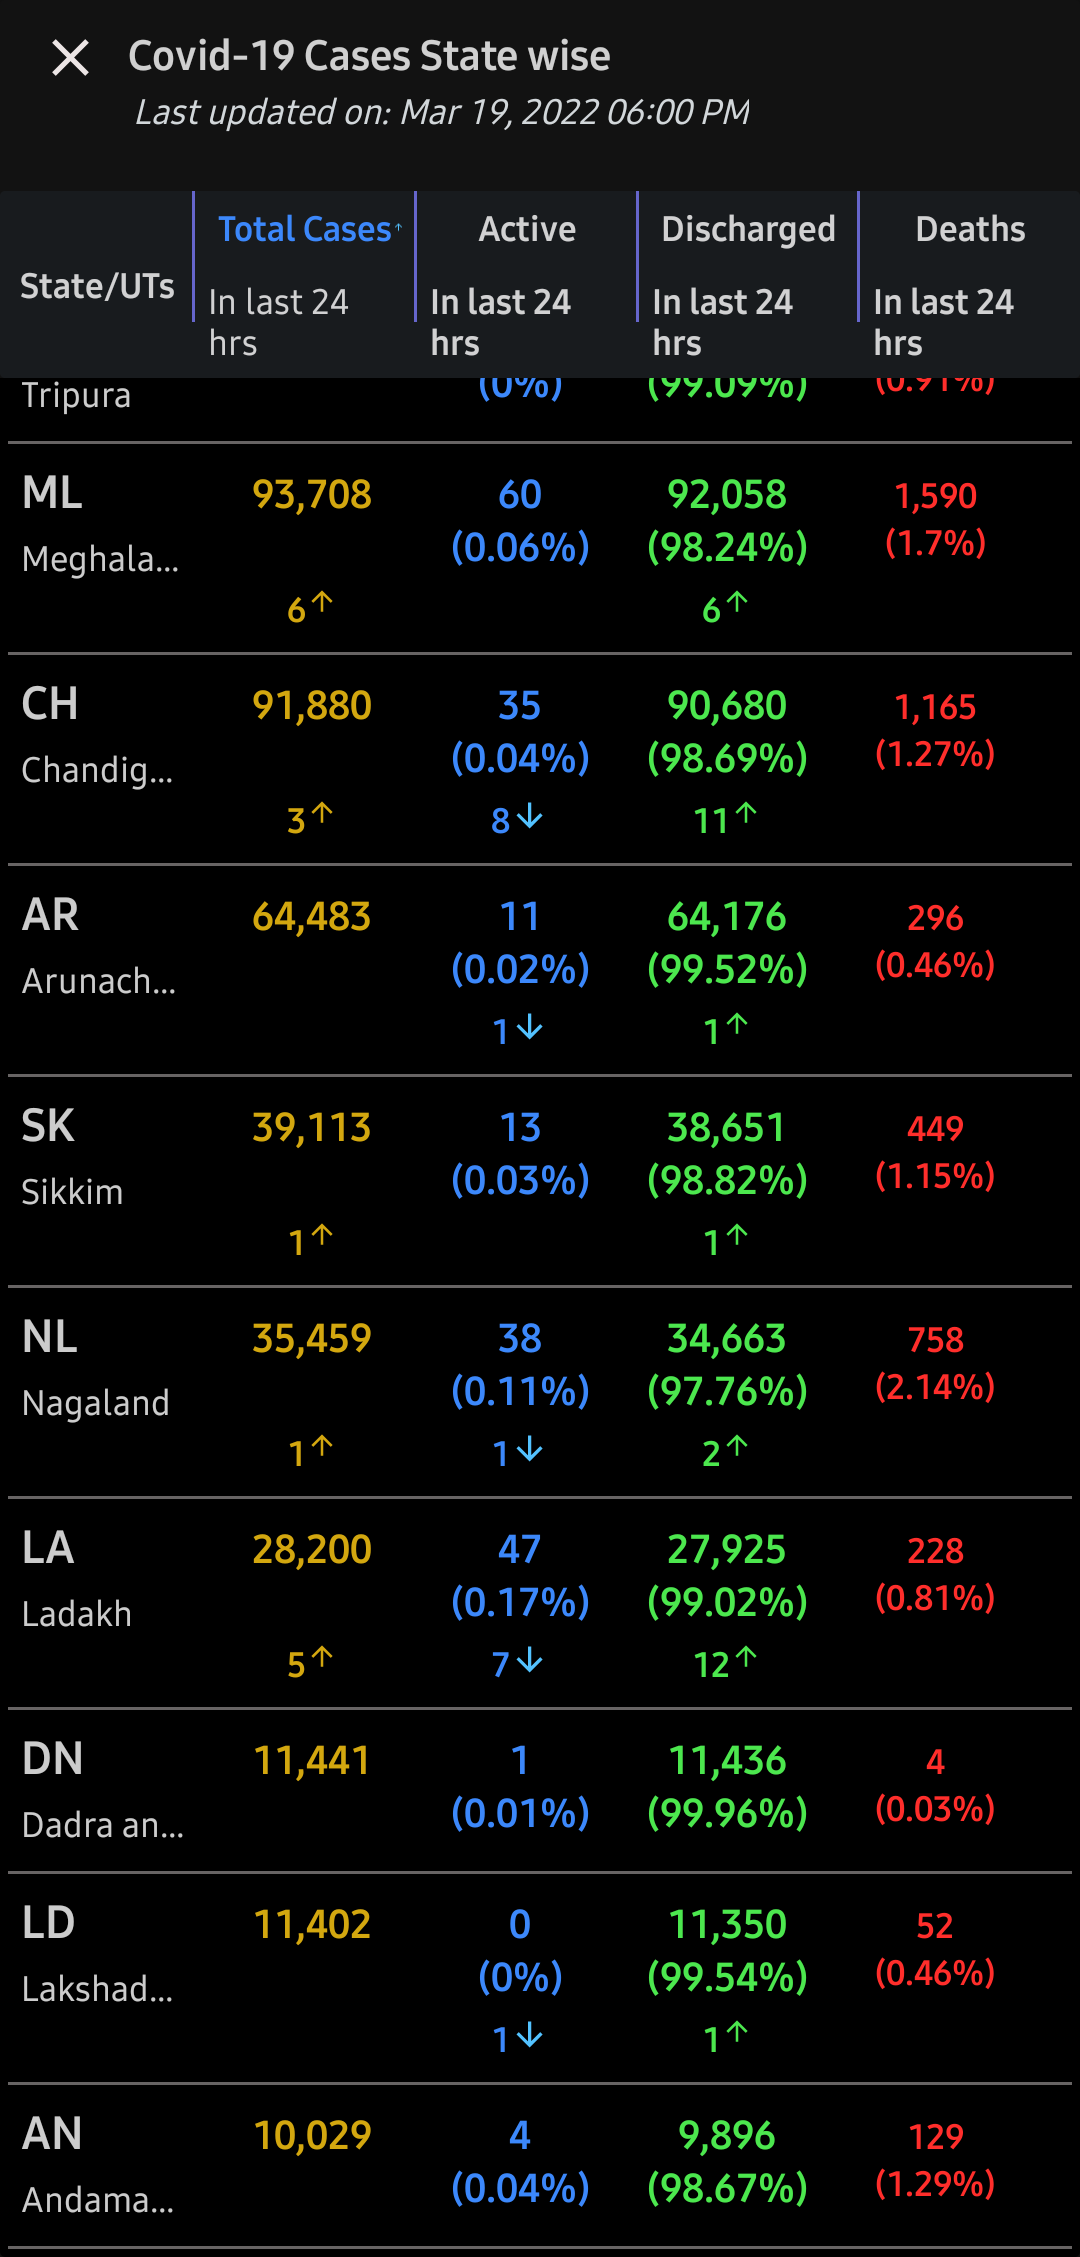 Covid-19 Cases State wise
Last updated on: Mar 19, 2022 06:00 PM
State/UTs
Total Cases↑
In last 24
hrs
Active
In last 24
hrs
Discharged
In last 24
hrs
Deaths
In last 24
hrs
Tripura (0%) (99.09%) (0.91%)
ML 93,708 60 92,058 1,590
Meghala... (0.06%) (98.24%) (1.7%)
6↑ 6↑
CH 91,880 35 90,680 1,165
Chandig... (0.04%) (98.69%) (1.27%)
3↑ 8↓ 11↑
AR 64,483 11 64,176 296
Arunach... (0.02%) (99.52%) (0.46%)
1↓ 1↑
SK 39,113 13 38,651 449
Sikkim (0.03%) (98.82%) (1.15%)
1↑ 1↑
NL 35,459 38 34,663 758
Nagaland (0.11%) (97.76%) (2.14%)
1↑ 1↓ 2↑
LA 28,200 47 27,925 228
Ladakh (0.17%) (99.02%) (0.81%)
5↑ 7↓ 12↑
DN 11,441 1 11,436 4
Dadra an... (0.01%) (99.96%) (0.03%)
LD 11,402 0 11,350 52
Lakshad... (0%) (99.54%) (0.46%)
1↓ 1↑
AN 10,029 4 9,896 129
Andama... (0.04%) (98.67%) (1.29%)